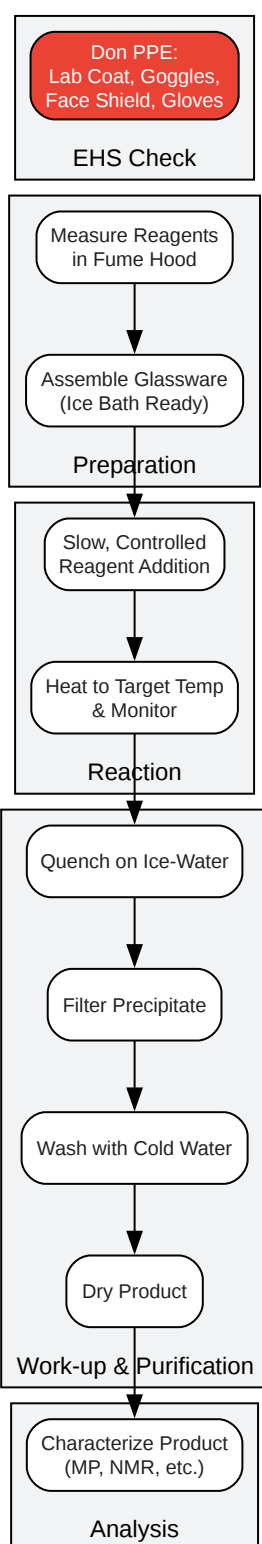 Don PPE:
Lab Coat, Goggles,
Face Shield, Gloves
EHS Check
Measure Reagents
in Fume Hood
Assemble Glassware
(Ice Bath Ready)
Preparation
Slow, Controlled
Reagent Addition
Heat to Target Temp
& Monitor
Reaction
Quench on Ice-Water
Filter Precipitate
Wash with Cold Water
Dry Product
Work-up & Purification
Characterize Product
(MP, NMR, etc.)
Analysis